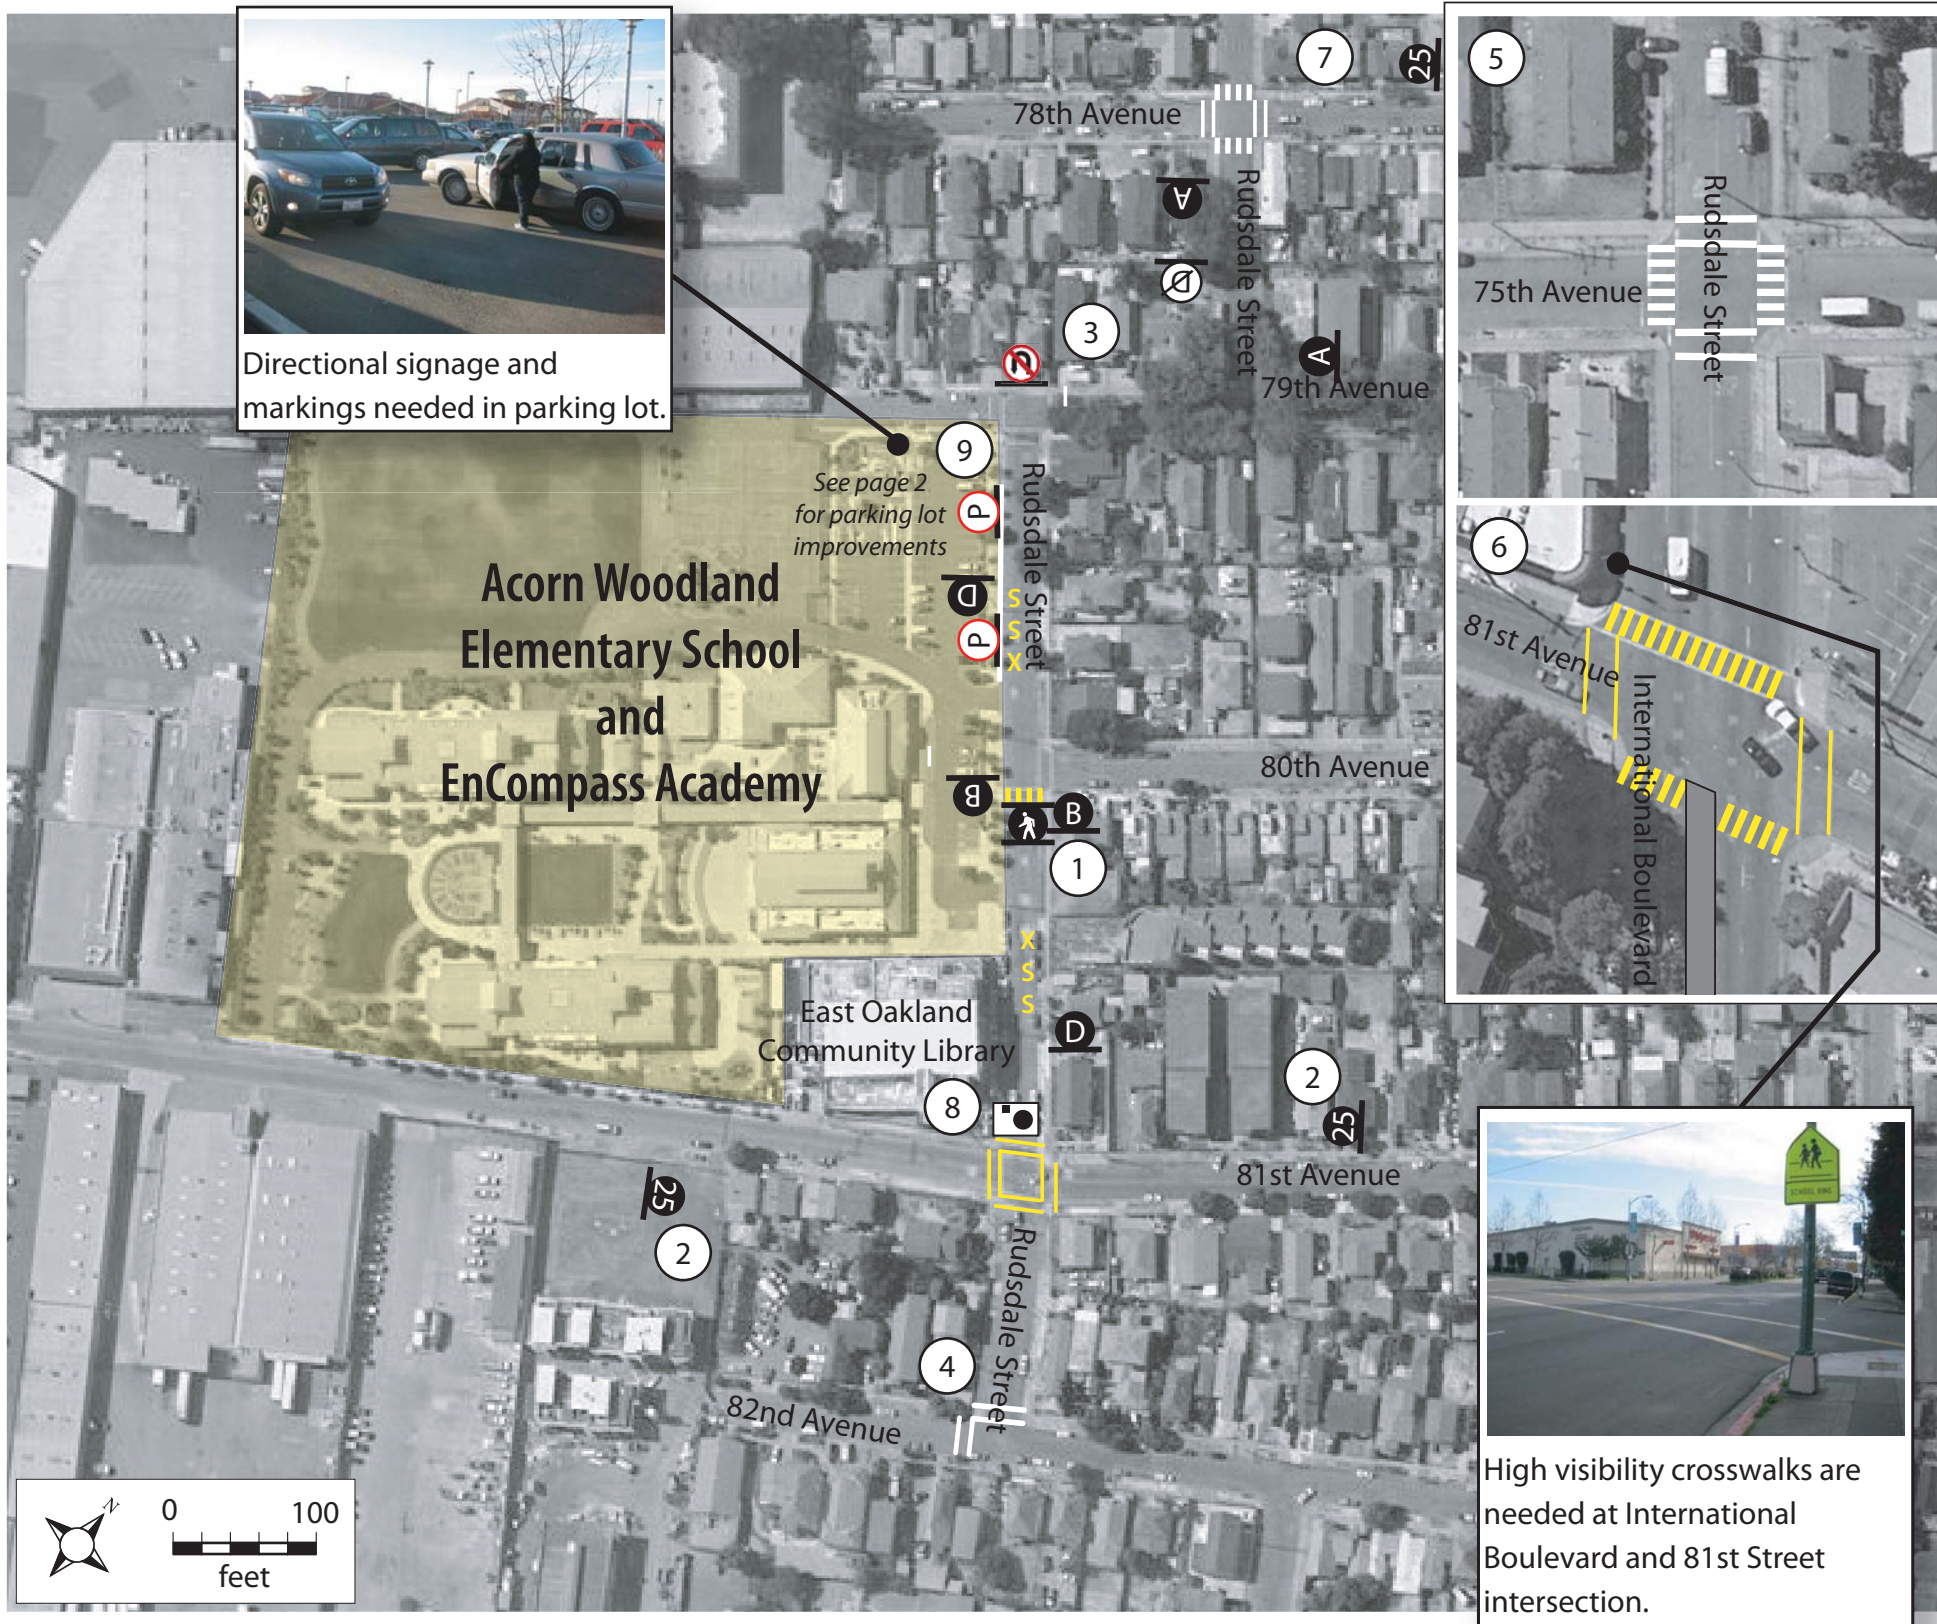 Directional signage and
markings needed in parking lot.
7
25
78th Avenue
A
Rudsdale Street
D
3
A
79th Avenue
5
Rudsdale Street
75th Avenue
6
81st Avenue
International Boulevard
9
See page 2
for parking lot
improvements
P
Rudsdale Street
D
S
S
X
P
Acorn Woodland
Elementary School
and
EnCompass Academy
80th Avenue
B
B
1
X
S
S
East Oakland
Community Library
D
2
8
25
81st Avenue
25
2
Rudsdale Street
4
82nd Avenue
N
0 100
feet
SCHOOL XING
High visibility crosswalks are
needed at International
Boulevard and 81st Street
intersection.